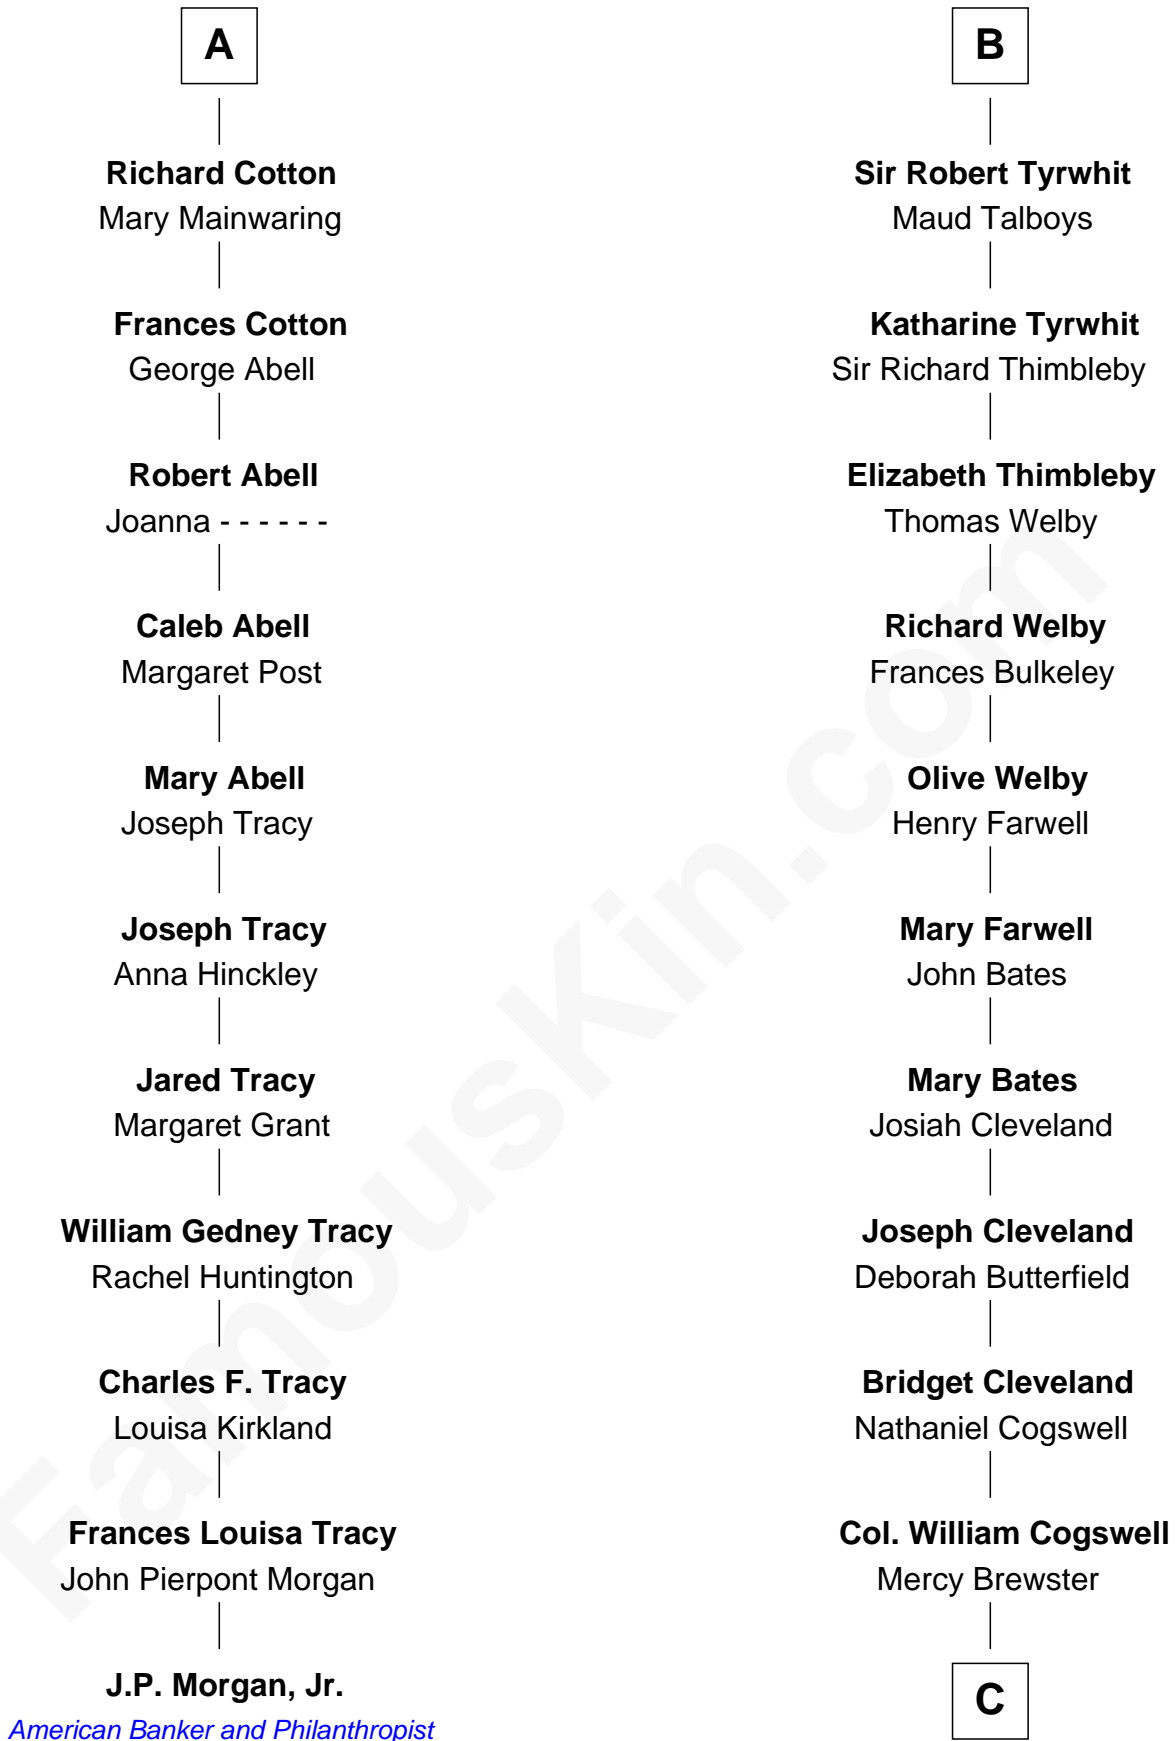 A
Richard Cotton
Mary Mainwaring
Frances Cotton
George Abell
Robert Abell
Joanna - - - - - -
Caleb Abell
Margaret Post
Mary Abell
Joseph Tracy
Joseph Tracy
Anna Hinckley
Jared Tracy
Margaret Grant
William Gedney Tracy
Rachel Huntington
Charles F. Tracy
Louisa Kirkland
Frances Louisa Tracy
John Pierpont Morgan
J.P. Morgan, Jr.
American Banker and Philanthropist
B
Sir Robert Tyrwhit
Maud Talboys
Katharine Tyrwhit
Sir Richard Thimbleby
Elizabeth Thimbleby
Thomas Welby
Richard Welby
Frances Bulkeley
Olive Welby
Henry Farwell
Mary Farwell
John Bates
Mary Bates
Josiah Cleveland
Joseph Cleveland
Deborah Butterfield
Bridget Cleveland
Nathaniel Cogswell
Col. William Cogswell
Mercy Brewster
C
FamousKin.com